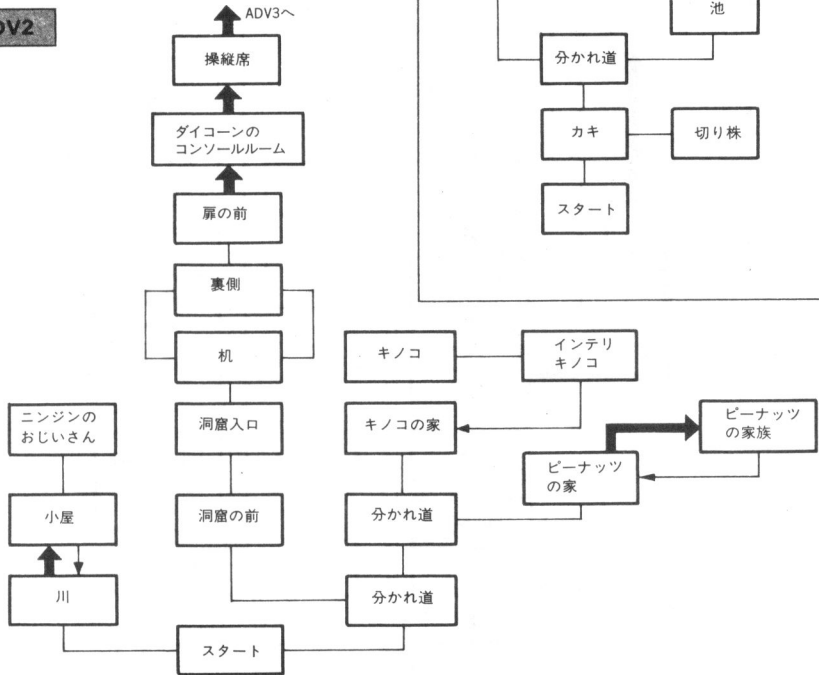 DV2
ADV3へ
操縦席
ダイコーンの
コンソールルーム
扉の前
裏側
机
洞窟入口
洞窟の前
ニンジンの
おじいさん
小屋
川
スタート
キノコ
インテリ
キノコ
キノコの家
ピーナッツ
の家族
ピーナッツ
の家
分かれ道
分かれ道
池
分かれ道
カキ
切り株
スタート